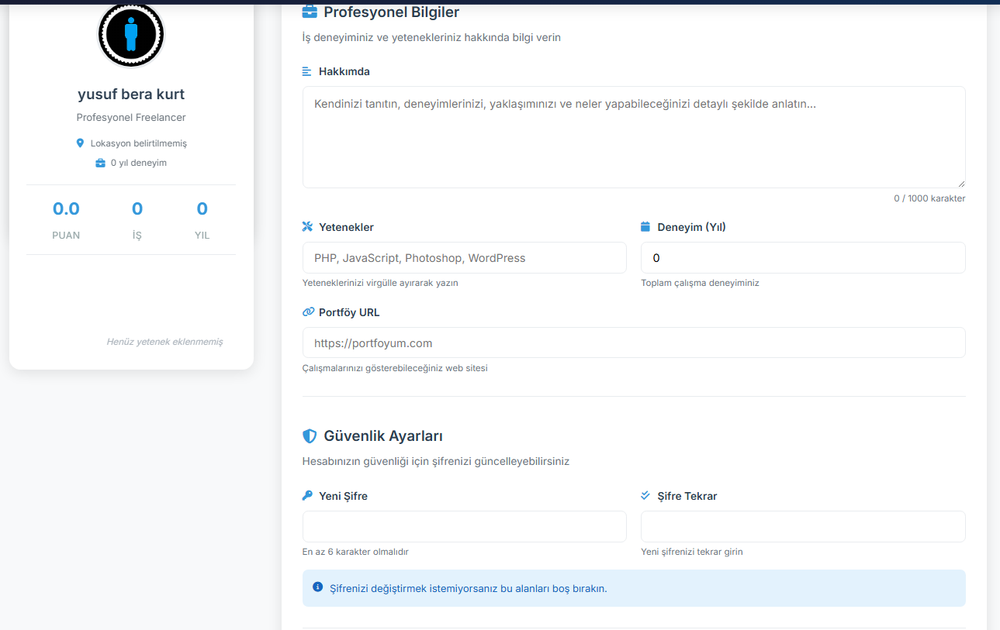 yusuf bera kurt
Profesyonel Freelancer
Lokasyon belirtilmemiş
0 yıl deneyim
0.0 0 0
PUAN İŞ YIL
Henüz yetenek eklenmemiş
Profesyonel Bilgiler
İş deneyiminiz ve yetenekleriniz hakkında bilgi verin
Hakkımda
Kendinizi tanıtın, deneyimlerinizi, yaklaşımınızı ve neler yapabileceğinizi detaylı şekilde anlatın...
0 / 1000 karakter
Yetenekler Deneyim (Yıl)
PHP, JavaScript, Photoshop, WordPress 0
Yeteneklerinizi virgülle ayırarak yazın Toplam çalışma deneyiminiz
Portföy URL
https://portfoyum.com
Çalışmalarınızı gösterebileceğiniz web sitesi
Güvenlik Ayarları
Hesabınızın güvenliği için şifrenizi güncelleyebilirsiniz
Yeni Şifre Şifre Tekrar
En az 6 karakter olmalıdır Yeni şifrenizi tekrar girin
Şifrenizi değiştirmek istemiyorsanız bu alanları boş bırakın.